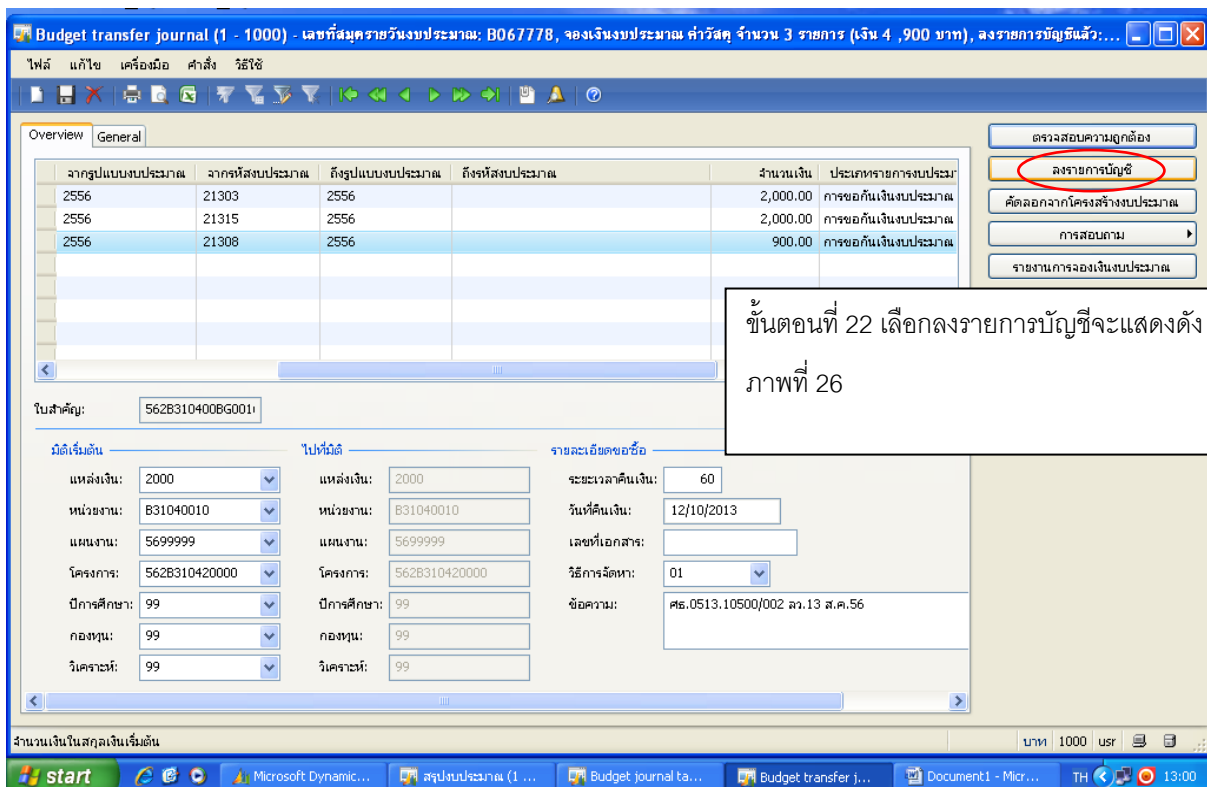 Budget transfer journal (1 - 1000) - เลขที่สมุดรายวันงบประมาณ: B067778, จองเงินงบประมาณ ค่าวัสดุ จำนวน 3 รายการ (เงิน 4 ,900 บาท), ลงรายการบัญชีแล้ว:...
ไฟล์ แก้ไข เครื่องมือ คำสั่ง วิธีใช้
Overview General
ตรวจสอบความถูกต้อง
จากรูปแบบงบประมาณ จากรหัสงบประมาณ ถึงรูปแบบงบประมาณ ถึงรหัสงบประมาณ จำนวนเงิน ประเภทรายการงบประม
ลงรายการบัญชี
2556 21303 2556 2,000.00 การขอกันเงินงบประมาณ
คัดลอกจากโครงสร้างงบประมาณ
2556 21315 2556 2,000.00 การขอกันเงินงบประมาณ
การสอบถาม
2556 21308 2556 900.00 การขอกันเงินงบประมาณ
รายงานการจองเงินงบประมาณ
ขั้นตอนที่ 22 เลือกลงรายการบัญชีจะแสดงดัง
ภาพที่ 26
ใบสำคัญ: 562B310400BG001
มิติเริ่มต้น ไปที่มิติ รายละเอียดขอซื้อ
แหล่งเงิน: 2000 แหล่งเงิน: 2000 ระยะเวลาคืนเงิน: 60
หน่วยงาน: B31040010 หน่วยงาน: B31040010 วันที่คืนเงิน: 12/10/2013
แผนงาน: 5699999 แผนงาน: 5699999 เลขที่เอกสาร:
โครงการ: 562B310420000 โครงการ: 562B310420000 วิธีการจัดหา: 01
ปีการศึกษา: 99 ปีการศึกษา: 99 ข้อความ: ศธ.0513.10500/002 ลว.13 ส.ค.56
กองทุน: 99 กองทุน: 99
วิเคราะห์: 99 วิเคราะห์: 99
จำนวนเงินในสกุลเงินเริ่มต้น บาท 1000 usr
start Microsoft Dynamic... สรุปงบประมาณ (1 ... Budget journal ta... Budget transfer j... Document1 - Micr... TH 13:00